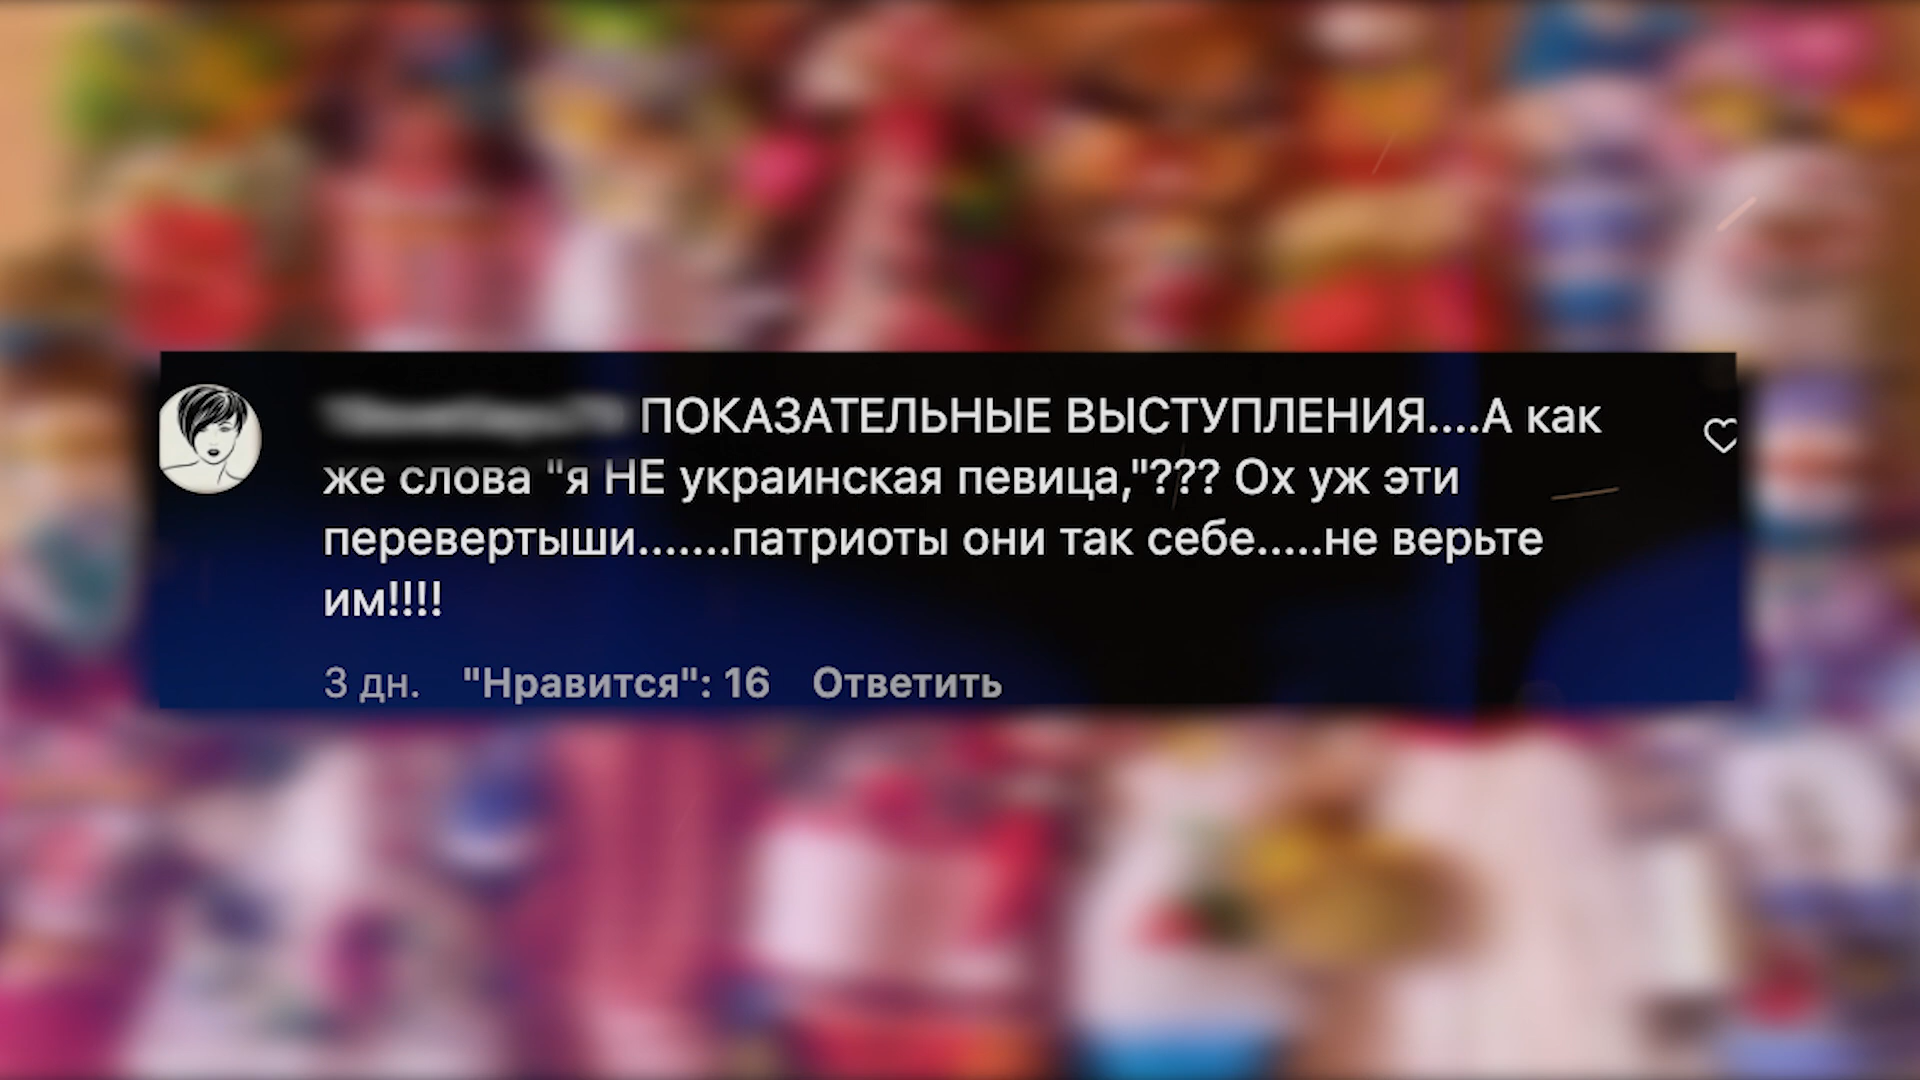 ПОКАЗАТЕЛЬНЫЕ ВЫСТУПЛЕНИЯ....А как
же слова "я НЕ украинская певица,"??? Ох уж эти
перевертыши.......патриоты они так себе.....не верьте
им!!!!
3 дн. "Нравится": 16 Ответить